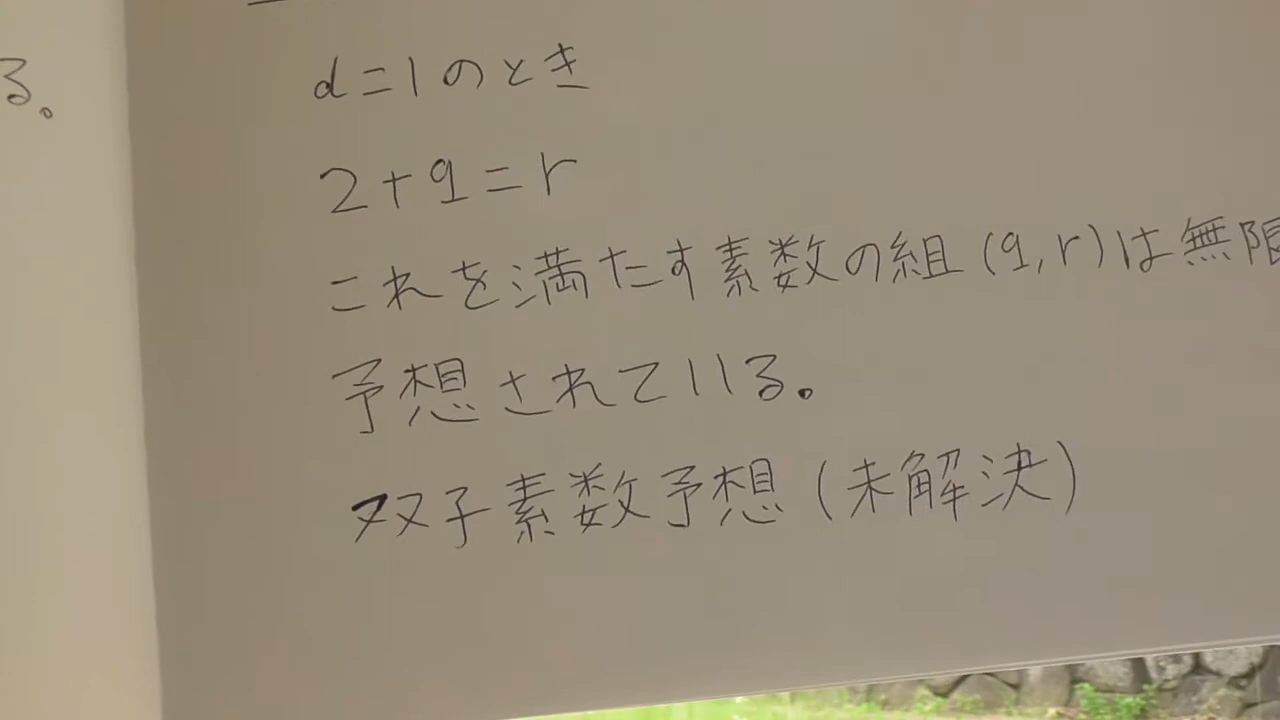 る。
d=1のとき
2+q=r
これを満たす素数の組(q,r)は無限
予想されている。
双子素数予想(未解決)